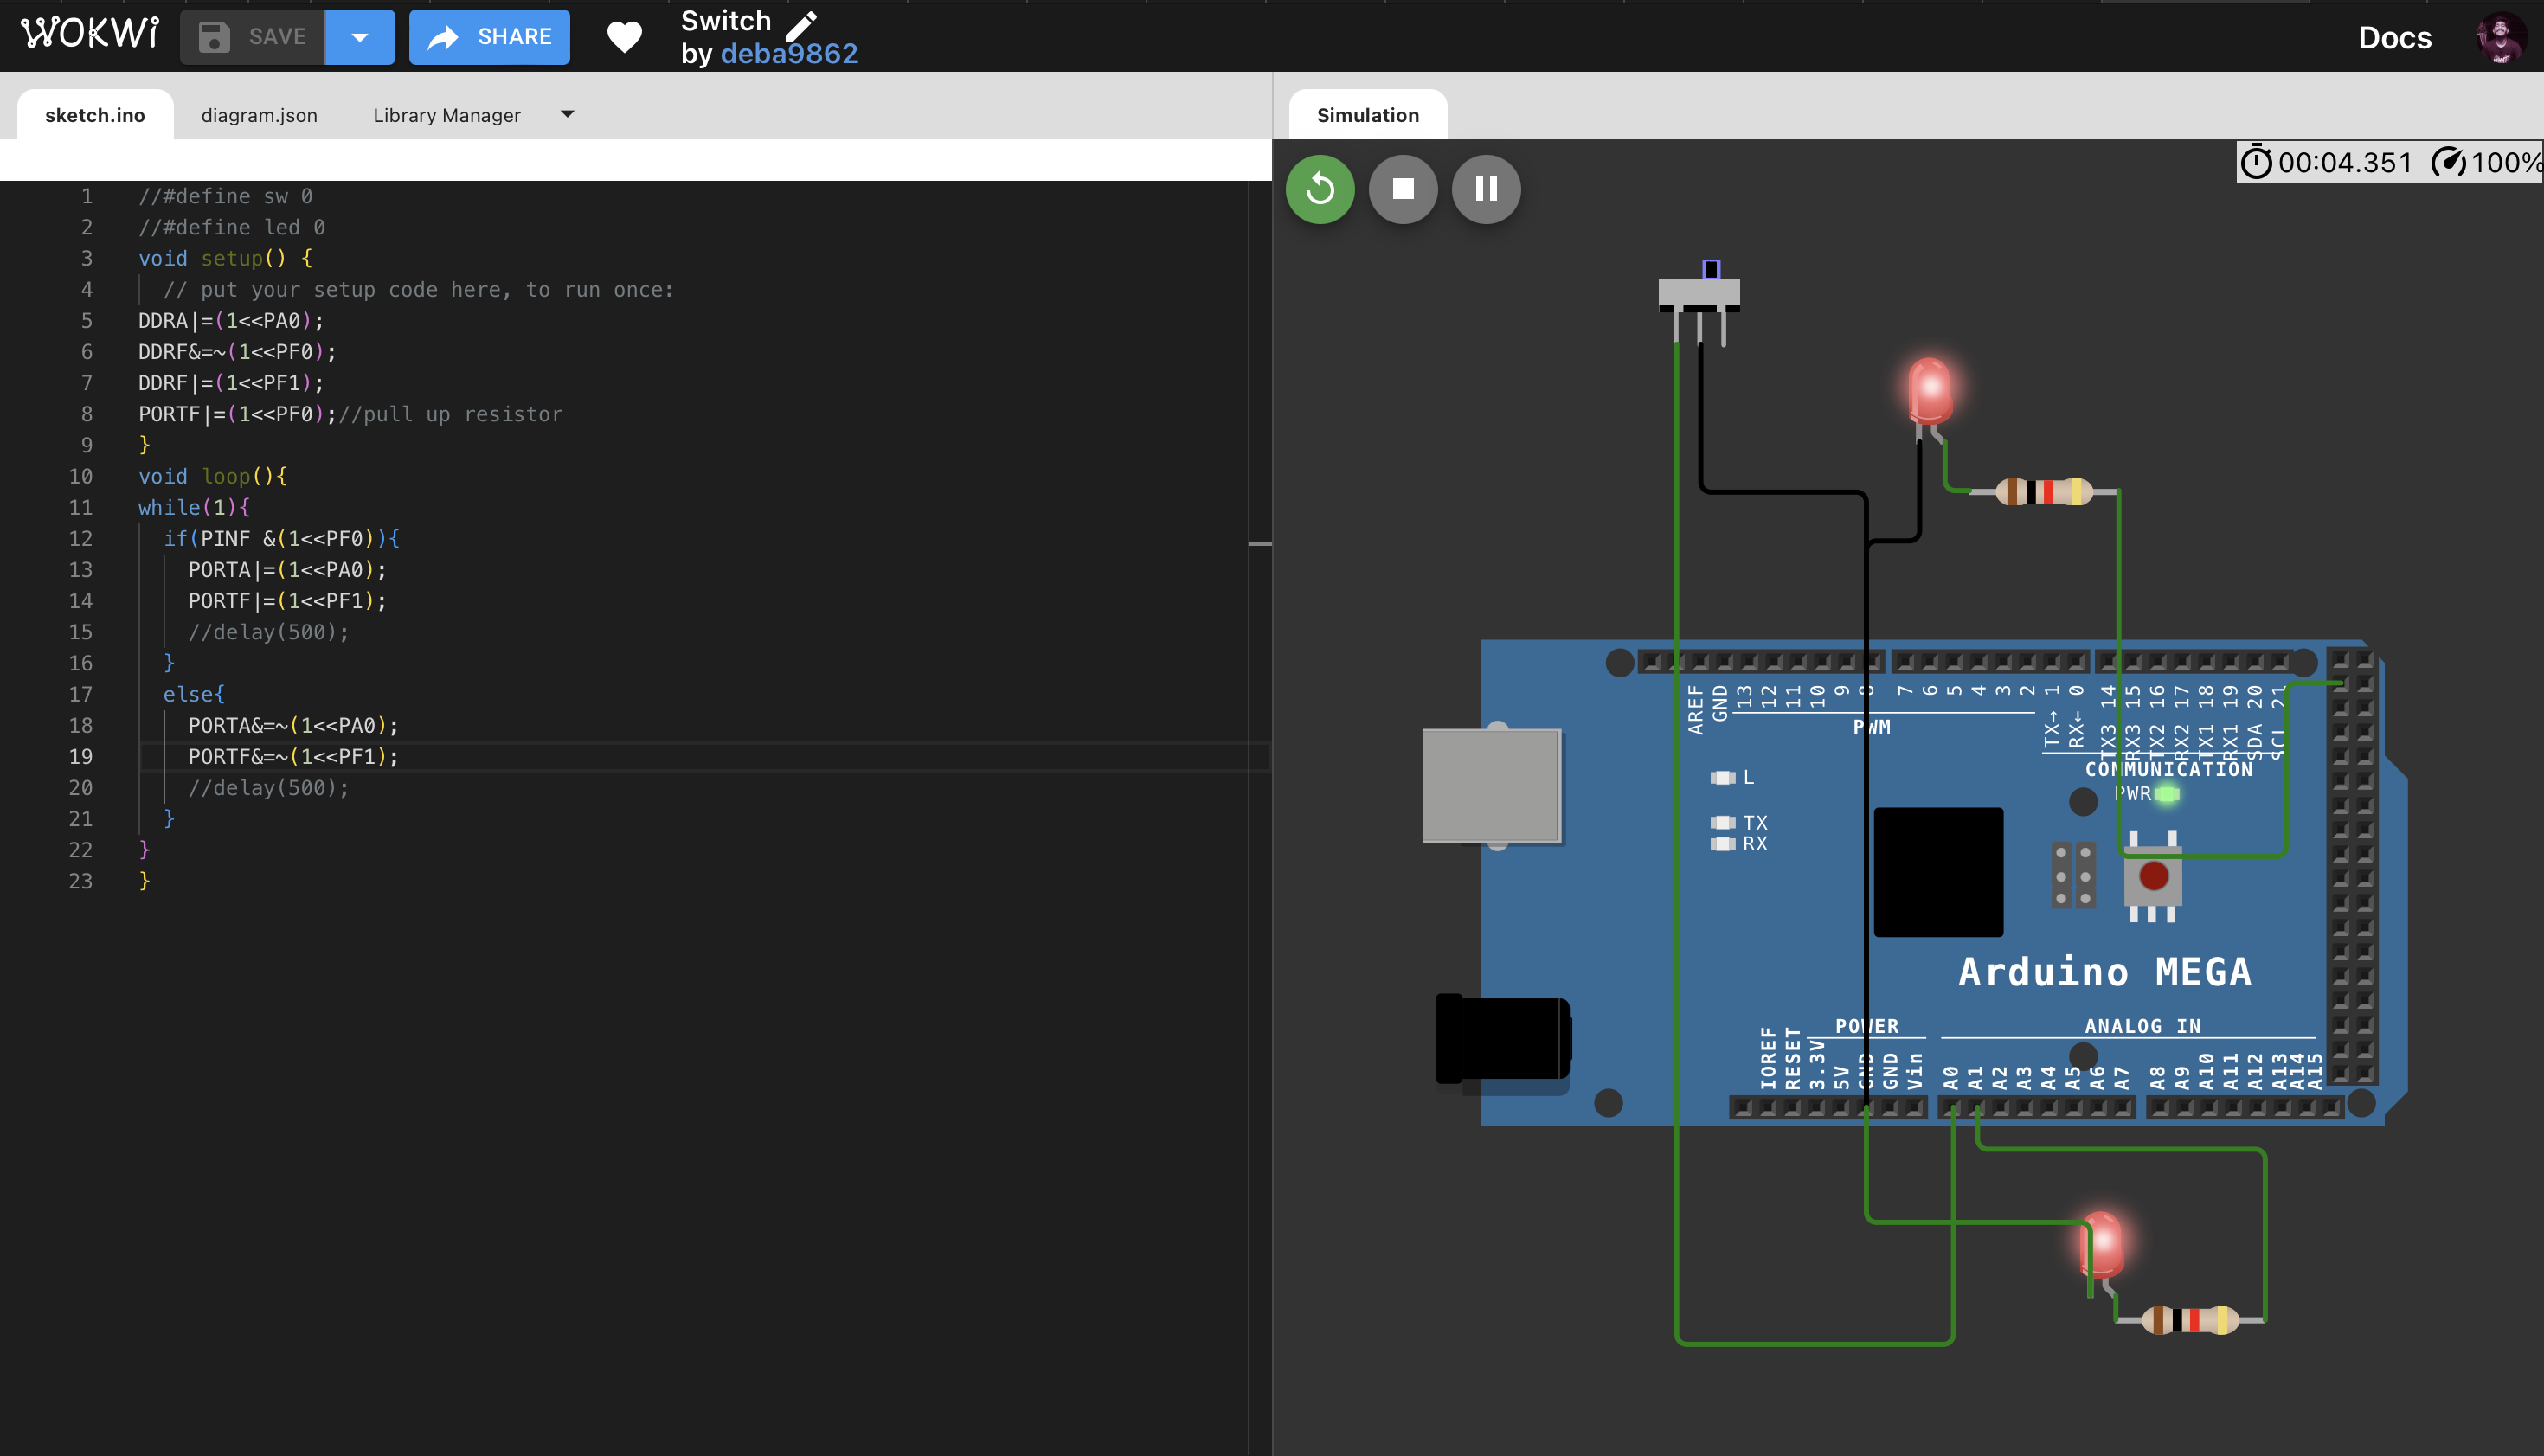 WOKWi
SAVE
SHARE
Switch
by deba9862
Docs
sketch.ino
diagram.json
Library Manager
Simulation
00:04.351
100%
1 //#define sw 0
2 //#define led 0
3 void setup() {
4 // put your setup code here, to run once:
5 DDRA|=(1<<PA0);
6 DDRF&=~(1<<PF0);
7 DDRF|=(1<<PF1);
8 PORTF|=(1<<PF0);//pull up resistor
9 }
10 void loop(){
11 while(1){
12 if(PINF &(1<<PF0)){
13 PORTA|=(1<<PA0);
14 PORTF|=(1<<PF1);
15 //delay(500);
16 }
17 else{
18 PORTA&=~(1<<PA0);
19 PORTF&=~(1<<PF1);
20 //delay(500);
21 }
22 }
23 }
AREF
GND
13
12
11
10
9
8
7
6
5
4
3
2
TX→ 1
RX← 0
TX3 14
RX3 15
TX2 16
RX2 17
TX1 18
RX1 19
SDA 20
SCL 21
PWM
COMMUNICATION
L
PWR
TX
RX
Arduino MEGA
POWER
ANALOG IN
IOREF
RESET
3.3V
5V
GND
GND
Vin
A0
A1
A2
A3
A4
A5
A6
A7
A8
A9
A10
A11
A12
A13
A14
A15